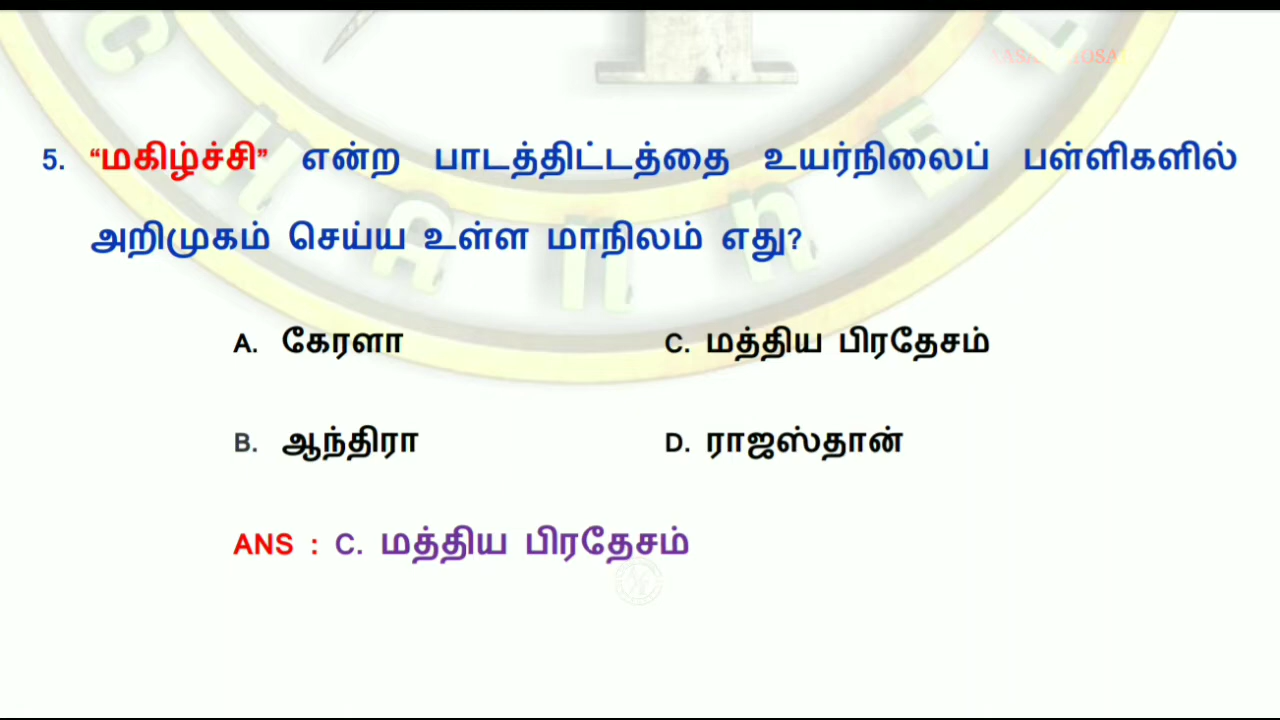 5. “மகிழ்ச்சி” என்ற பாடத்திட்டத்தை உயர்நிலைப் பள்ளிகளில்
அறிமுகம் செய்ய உள்ள மாநிலம் எது?
A. கேரளா C. மத்திய பிரதேசம்
B. ஆந்திரா D. ராஜஸ்தான்
ANS : C. மத்திய பிரதேசம்